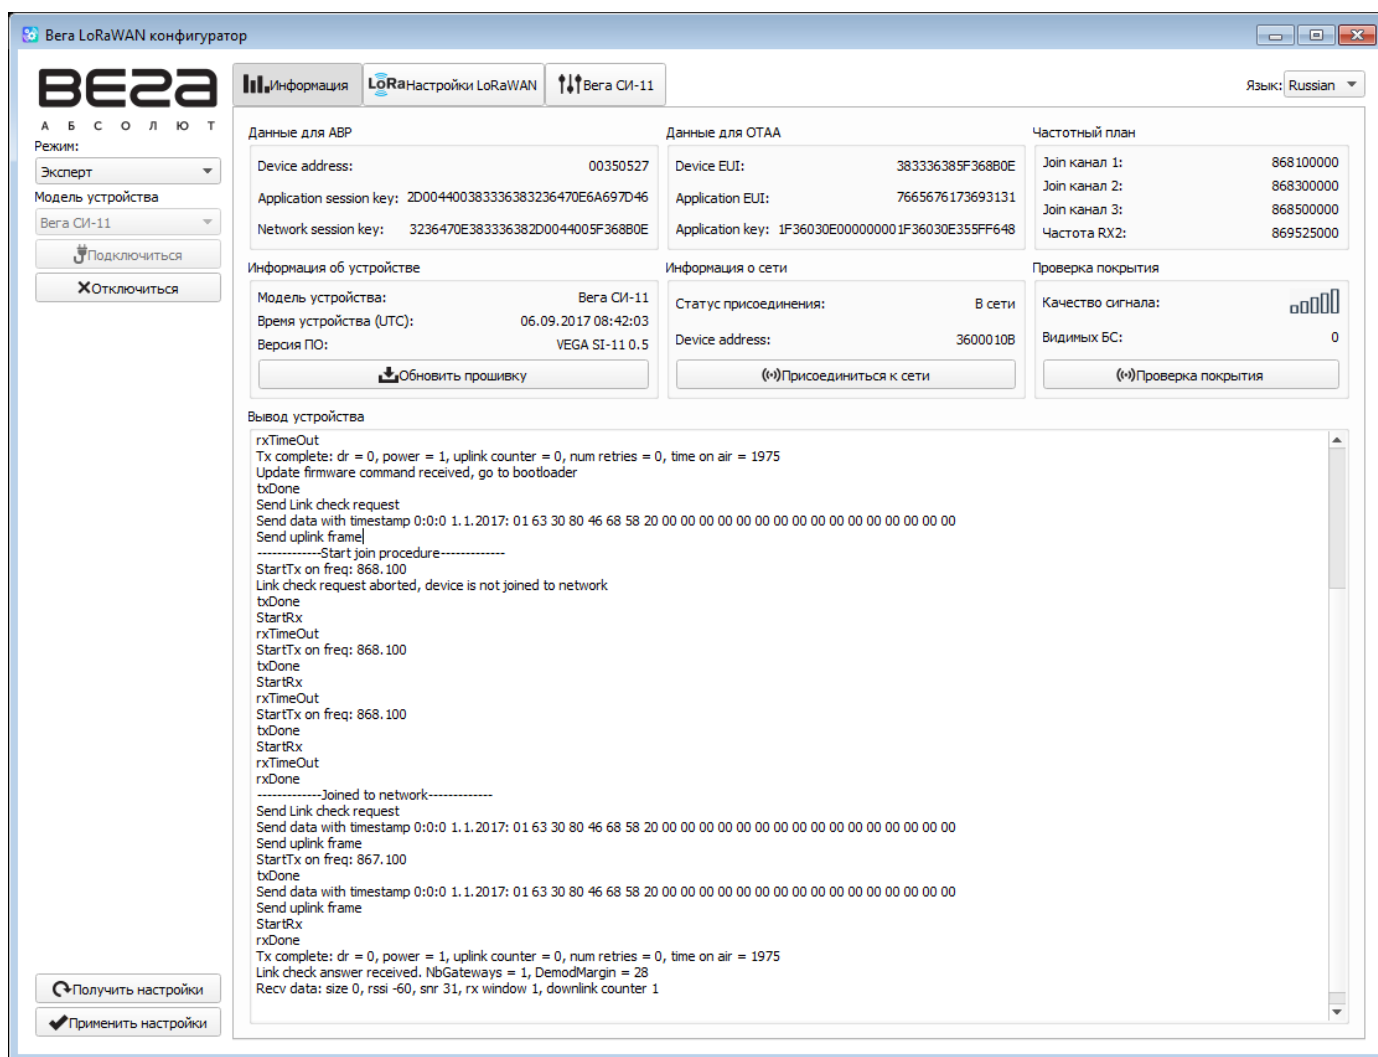 Вега LoRaWAN конфигуратор
ВЕГА
АБСОЛЮТ
Режим:
Эксперт
Модель устройства
Вега СИ-11
Подключиться
Отключиться
Получить настройки
Применить настройки
Информация
LoRa Настройки LoRaWAN
Вега СИ-11
Язык: Russian
Данные для ABP
Device address: 00350527
Application session key: 2D004400383336383236470E6A697D46
Network session key: 3236470E383336382D0044005F368B0E
Данные для OTAA
Device EUI: 383336385F368B0E
Application EUI: 7665676173693131
Application key: 1F36030E000000001F36030E355FF648
Частотный план
Join канал 1: 868100000
Join канал 2: 868300000
Join канал 3: 868500000
Частота RX2: 869525000
Информация об устройстве
Модель устройства: Вега СИ-11
Время устройства (UTC): 06.09.2017 08:42:03
Версия ПО: VEGA SI-11 0.5
Обновить прошивку
Информация о сети
Статус присоединения: В сети
Device address: 3600010B
Присоединиться к сети
Проверка покрытия
Качество сигнала:
Видимых БС: 0
Проверка покрытия
Вывод устройства
rxTimeOut
Tx complete: dr = 0, power = 1, uplink counter = 0, num retries = 0, time on air = 1975
Update firmware command received, go to bootloader
txDone
Send Link check request
Send data with timestamp 0:0:0 1.1.2017: 01 63 30 80 46 68 58 20 00 00 00 00 00 00 00 00 00 00 00 00 00 00 00 00
Send uplink frame
-------------Start join procedure-------------
StartTx on freq: 868.100
Link check request aborted, device is not joined to network
txDone
StartRx
rxTimeOut
StartTx on freq: 868.100
txDone
StartRx
rxTimeOut
StartTx on freq: 868.100
txDone
StartRx
rxTimeOut
rxDone
-------------Joined to network-------------
Send Link check request
Send data with timestamp 0:0:0 1.1.2017: 01 63 30 80 46 68 58 20 00 00 00 00 00 00 00 00 00 00 00 00 00 00 00 00
Send uplink frame
StartTx on freq: 867.100
txDone
Send data with timestamp 0:0:0 1.1.2017: 01 63 30 80 46 68 58 20 00 00 00 00 00 00 00 00 00 00 00 00 00 00 00 00
Send uplink frame
StartRx
rxDone
Tx complete: dr = 0, power = 1, uplink counter = 0, num retries = 0, time on air = 1975
Link check answer received. NbGateways = 1, DemodMargin = 28
Recv data: size 0, rssi -60, snr 31, rx window 1, downlink counter 1